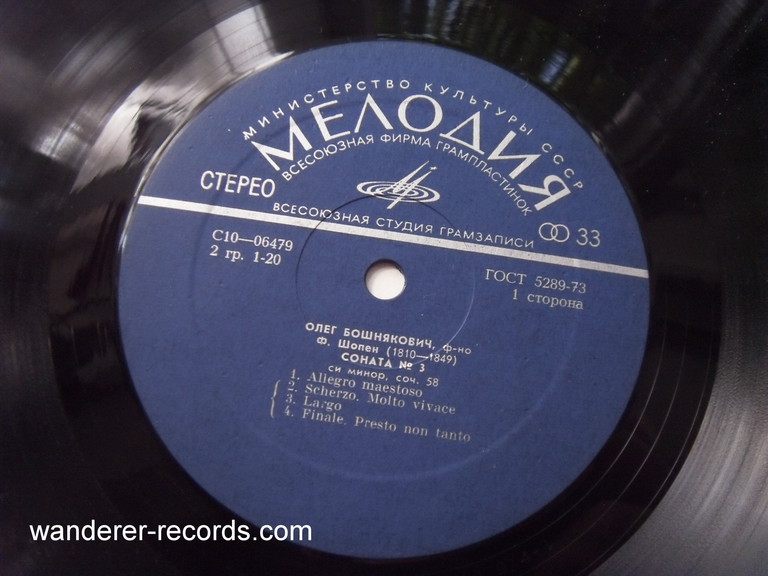 МИНИСТЕРСТВО КУЛЬТУРЫ СССР
МЕЛОДИЯ
ВСЕСОЮЗНАЯ ФИРМА ГРАМПЛАСТИНОК
СТЕРЕО
ВСЕСОЮЗНАЯ СТУДИЯ ГРАМЗАПИСИ
33
С10—06479
2 гр. 1-20
ГОСТ 5289-73
1 сторона
ОЛЕГ БОШНЯКОВИЧ, ф-но
Ф. Шопен (1810—1849)
СОНАТА № 3
си минор, соч. 58
1. Allegro maestoso
2. Scherzo. Molto vivace
3. Largo
4. Finale. Presto non tanto
wanderer-records.com